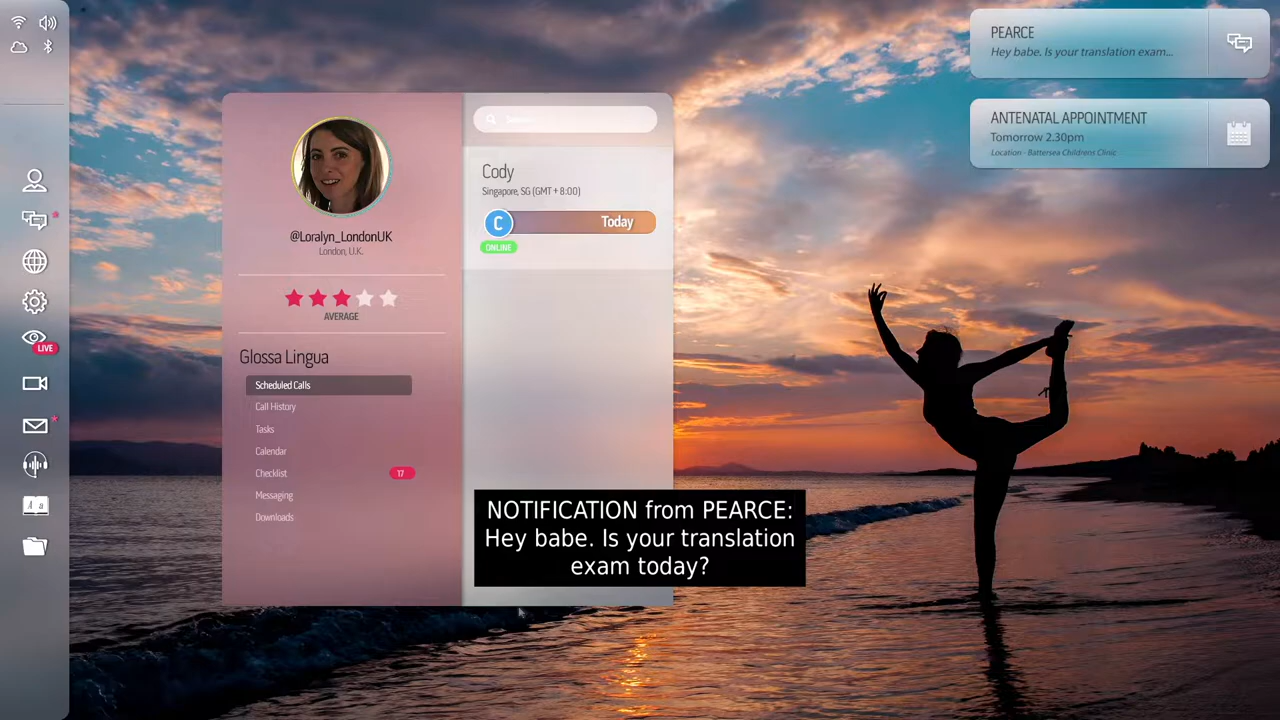 PEARCE
Hey babe. Is your translation exam...
ANTENATAL APPOINTMENT
Tomorrow 2.30pm
Location - Battersea Childrens Clinic
LIVE
A a
@Loralyn_LondonUK
London, U.K.
AVERAGE
Glossa Lingua
Scheduled Calls
Call History
Tasks
Calendar
Checklist 17
Messaging
Downloads
Cody
Singapore, SG (GMT + 8:00)
C Today
ONLINE
NOTIFICATION from PEARCE:
Hey babe. Is your translation
exam today?